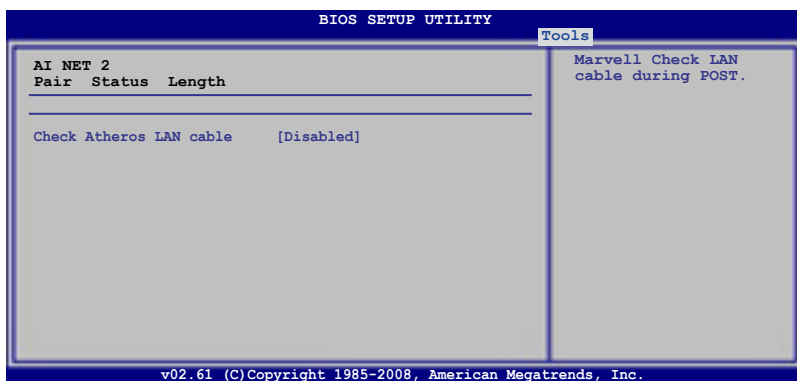 BIOS SETUP UTILITY
Tools
AI NET 2
Pair Status Length
Check Atheros LAN cable [Disabled]
Marvell Check LAN
cable during POST.
v02.61 (C)Copyright 1985-2008, American Megatrends, Inc.